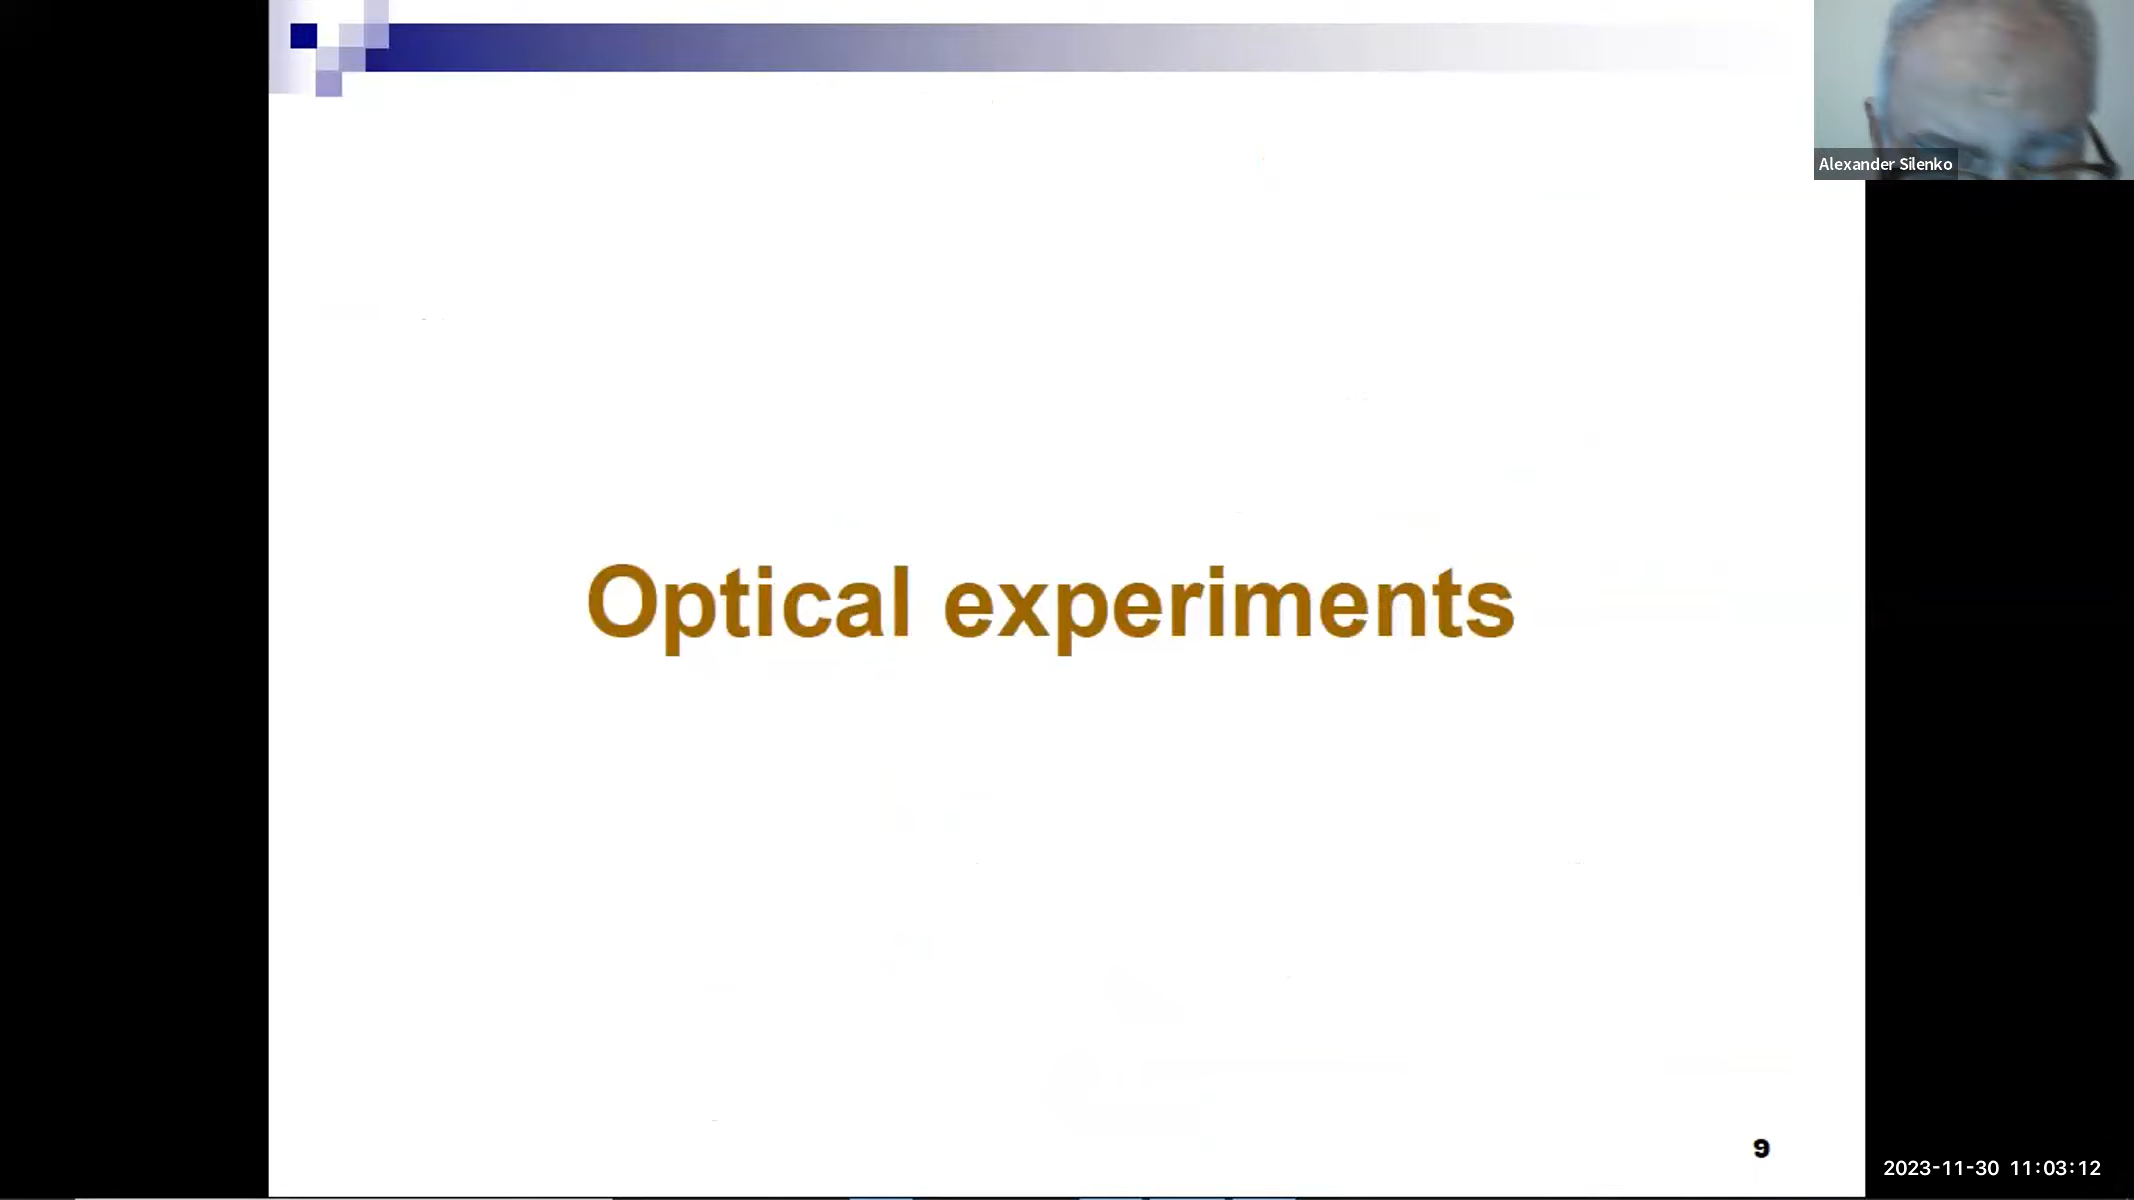 Alexander Silenko
Optical experiments
9
2023-11-30 11:03:12